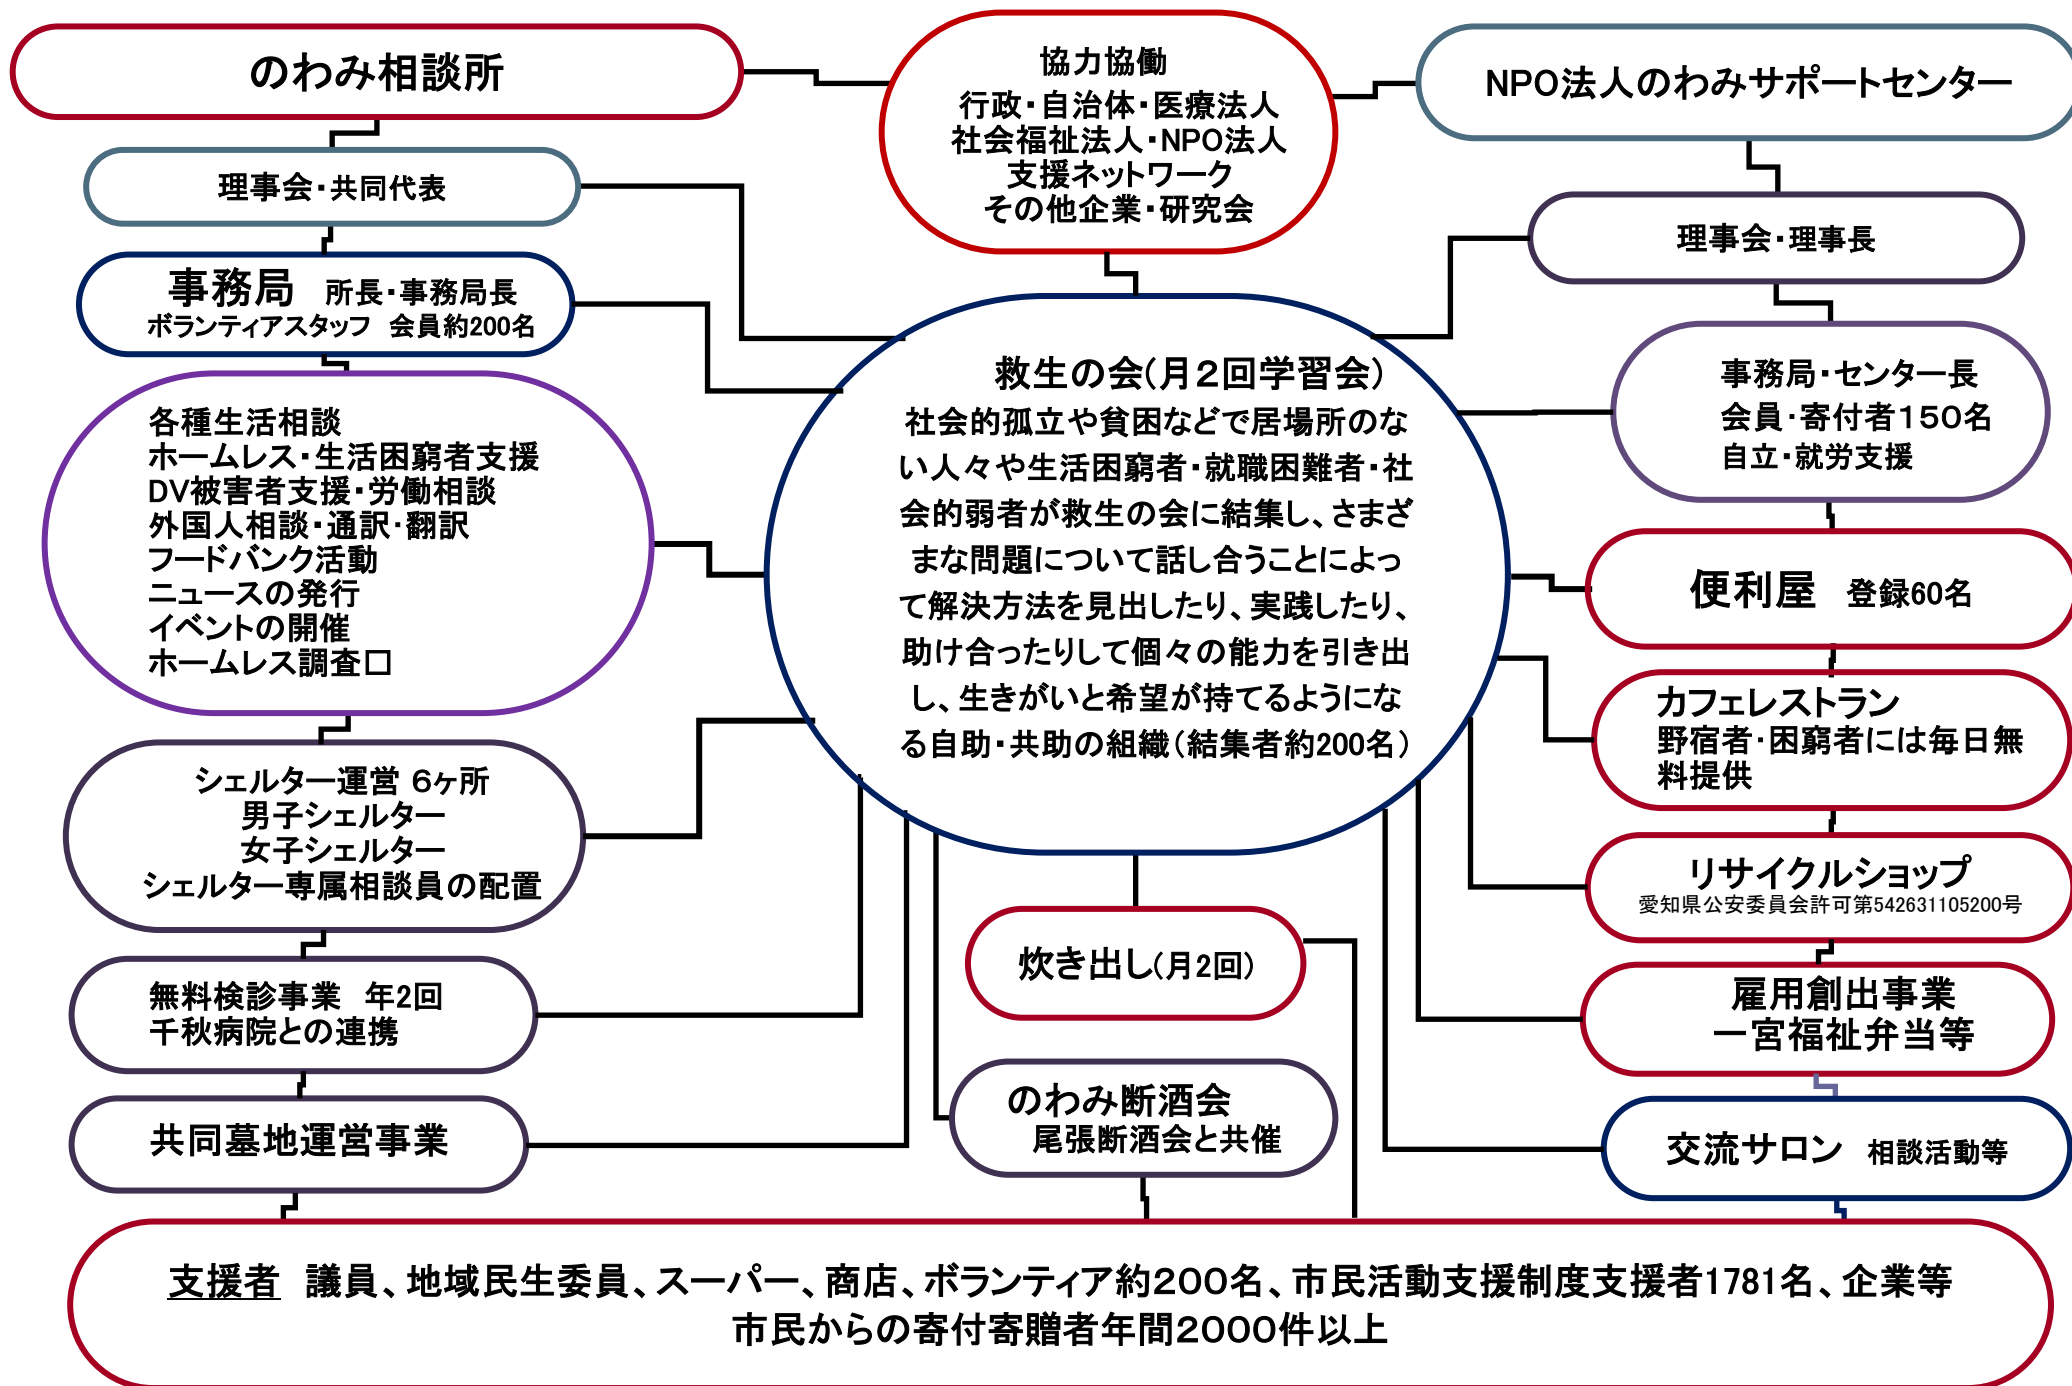 のわみ相談所
協力協働
行政・自治体・医療法人
社会福祉法人・NPO法人
支援ネットワーク
その他企業・研究会
NPO法人のわみサポートセンター
理事会・共同代表
事務局　所長・事務局長
ボランティアスタッフ　会員約200名
各種生活相談
ホームレス・生活困窮者支援
DV被害者支援・労働相談
外国人相談・通訳・翻訳
フードバンク活動
ニュースの発行
イベントの開催
ホームレス調査□
シェルター運営 6ヶ所
男子シェルター
女子シェルター
シェルター専属相談員の配置
無料検診事業　年2回
千秋病院との連携
共同墓地運営事業
救生の会(月2回学習会)
社会的孤立や貧困などで居場所のな
い人々や生活困窮者・就職困難者・社
会的弱者が救生の会に結集し、さまざ
まな問題について話し合うことによっ
て解決方法を見出したり、実践したり、
助け合ったりして個々の能力を引き出
し、生きがいと希望が持てるようにな
る自助・共助の組織(結集者約200名)
炊き出し(月2回)
のわみ断酒会
尾張断酒会と共催
理事会・理事長
事務局・センター長
会員・寄付者150名
自立・就労支援
便利屋　登録60名
カフェレストラン
野宿者・困窮者には毎日無
料提供
リサイクルショップ
愛知県公安委員会許可第542631105200号
雇用創出事業
一宮福祉弁当等
交流サロン　相談活動等
支援者　議員、地域民生委員、スーパー、商店、ボランティア約200名、市民活動支援制度支援者1781名、企業等
市民からの寄付寄贈者年間2000件以上